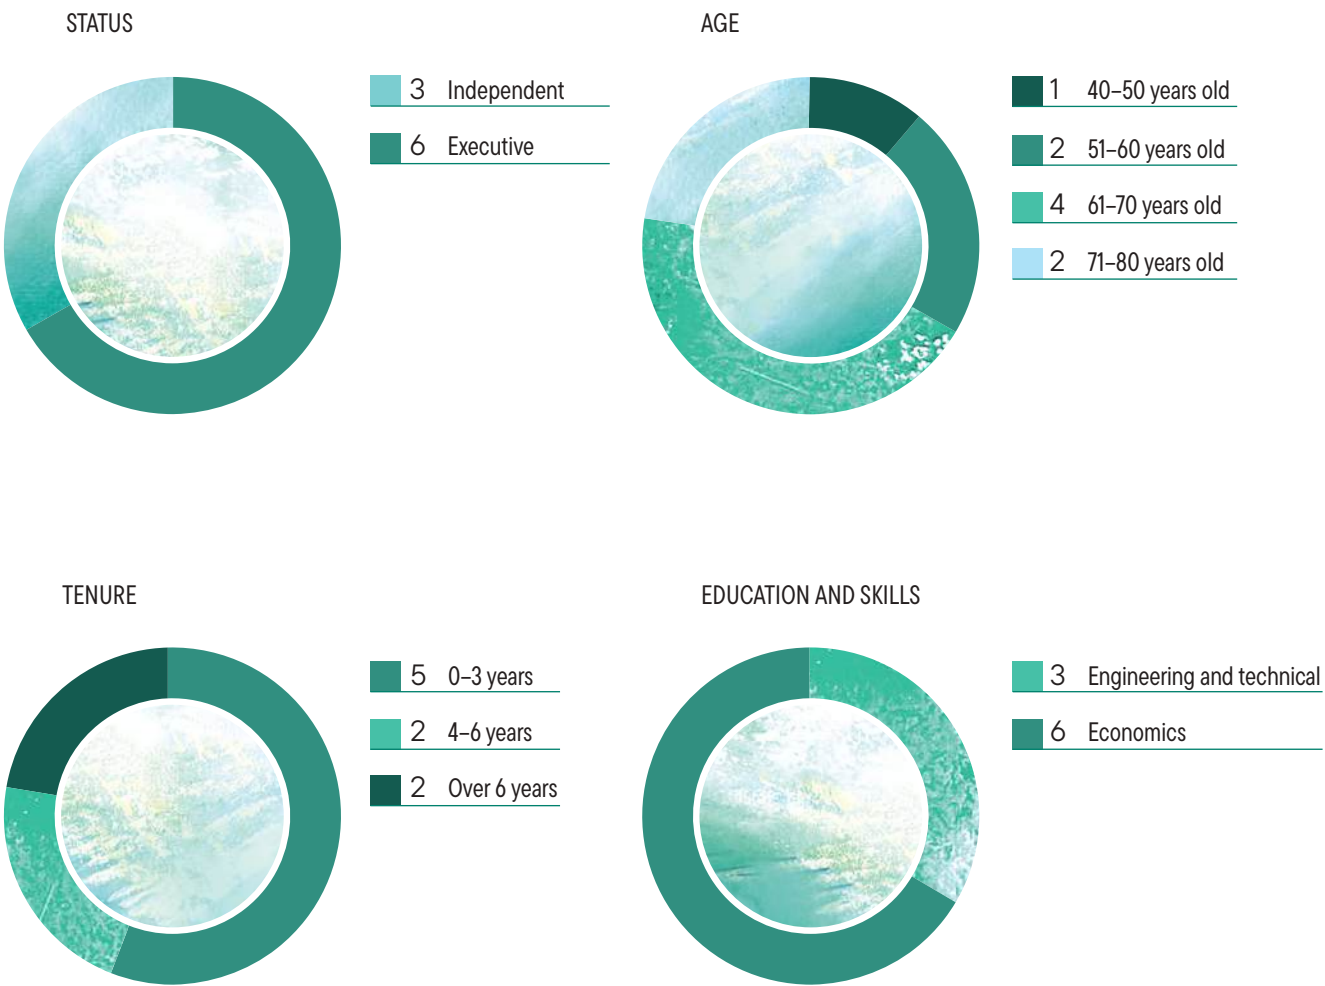 STATUS
3 Independent
6 Executive
AGE
1 40–50 years old
2 51–60 years old
4 61–70 years old
2 71–80 years old
TENURE
5 0–3 years
2 4–6 years
2 Over 6 years
EDUCATION AND SKILLS
3 Engineering and technical
6 Economics